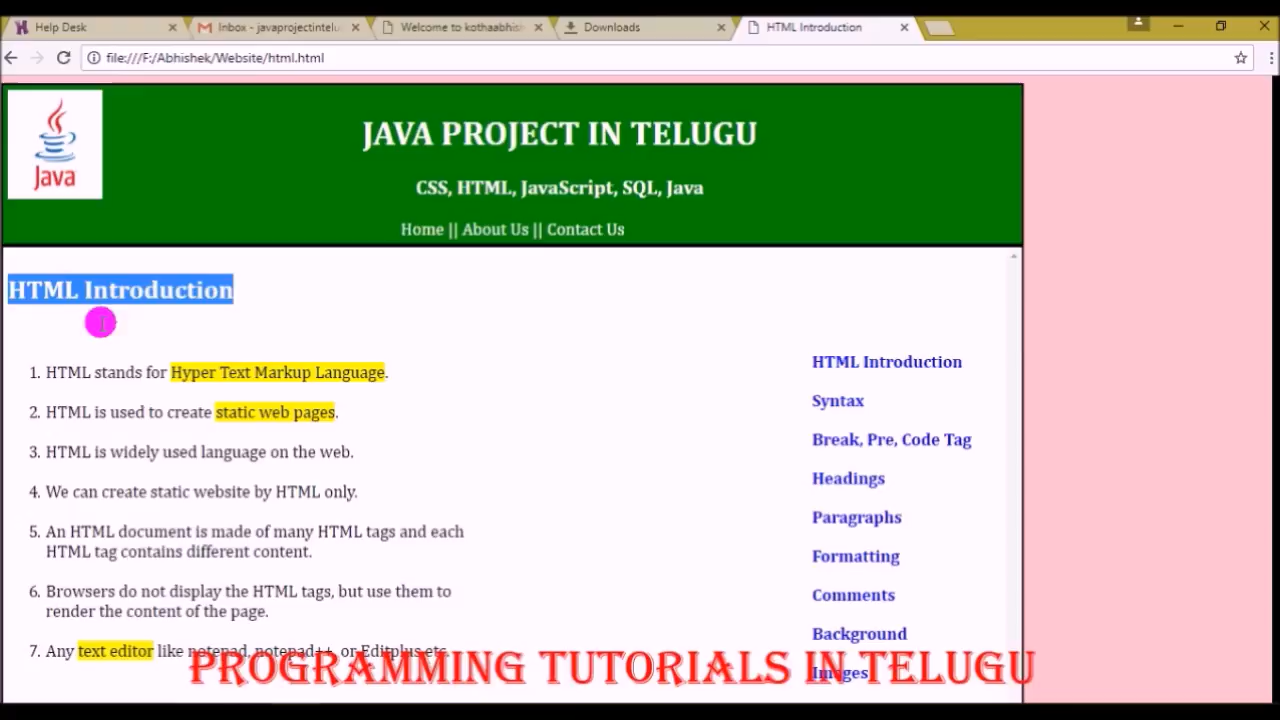 Help Desk
Inbox - javaprojectintelu
Welcome to kothaabhis
Downloads
HTML Introduction
file:///F:/Abhishek/Website/html.html
Java
JAVA PROJECT IN TELUGU
CSS, HTML, JavaScript, SQL, Java
Home || About Us || Contact Us
HTML Introduction
1. HTML stands for Hyper Text Markup Language.
2. HTML is used to create static web pages.
3. HTML is widely used language on the web.
4. We can create static website by HTML only.
5. An HTML document is made of many HTML tags and each
HTML tag contains different content.
6. Browsers do not display the HTML tags, but use them to
render the content of the page.
7. Any text editor like notepad, notepad++, or Editplus etc.
HTML Introduction
Syntax
Break, Pre, Code Tag
Headings
Paragraphs
Formatting
Comments
Background
Images
PROGRAMMING TUTORIALS IN TELUGU